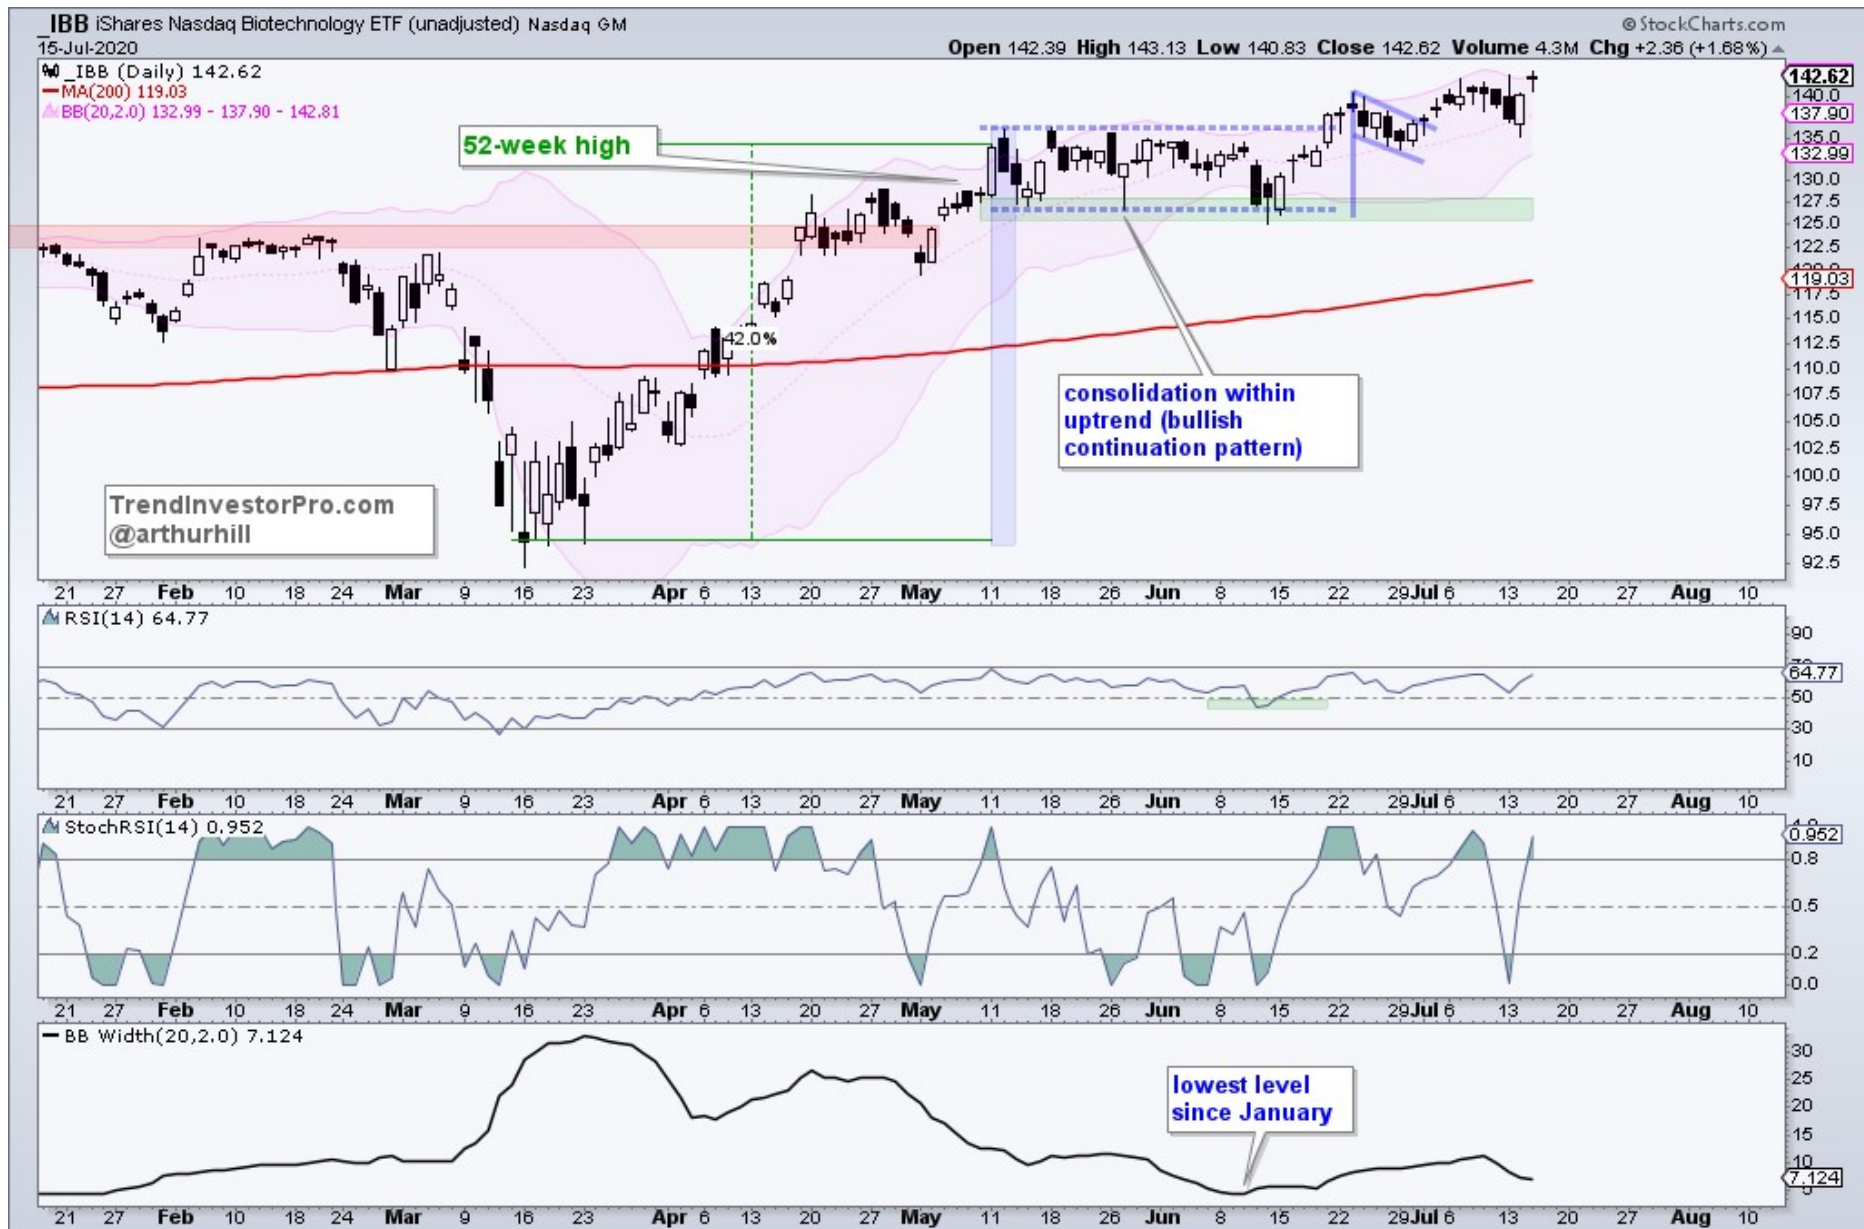 _IBB iShares Nasdaq Biotechnology ETF (unadjusted) Nasdaq GM
© StockCharts.com
15-Jul-2020
Open 142.39 High 143.13 Low 140.83 Close 142.62 Volume 4.3M Chg +2.36 (+1.68%)
_IBB (Daily) 142.62
MA(200) 119.03
BB(20,2.0) 132.99 - 137.90 - 142.81
52-week high
42.0%
consolidation within
uptrend (bullish
continuation pattern)
TrendInvestorPro.com
@arthurhill
142.62
140.0
137.90
135.0
132.99
130.0
127.5
125.0
122.5
119.03
117.5
115.0
112.5
110.0
107.5
105.0
102.5
100.0
97.5
95.0
92.5
21 27 Feb 10 18 24 Mar 9 16 23 Apr 6 13 20 27 May 11 18 26 Jun 8 15 22 29 Jul 6 13 20 27 Aug 10
RSI(14) 64.77
90
64.77
50
30
10
21 27 Feb 10 18 24 Mar 9 16 23 Apr 6 13 20 27 May 11 18 26 Jun 8 15 22 29 Jul 6 13 20 27 Aug 10
StochRSI(14) 0.952
0.952
0.8
0.5
0.2
0.0
21 27 Feb 10 18 24 Mar 9 16 23 Apr 6 13 20 27 May 11 18 26 Jun 8 15 22 29 Jul 6 13 20 27 Aug 10
BB Width(20,2.0) 7.124
lowest level
since January
30
25
20
15
10
7.124
21 27 Feb 10 18 24 Mar 9 16 23 Apr 6 13 20 27 May 11 18 26 Jun 8 15 22 29 Jul 6 13 20 27 Aug 10